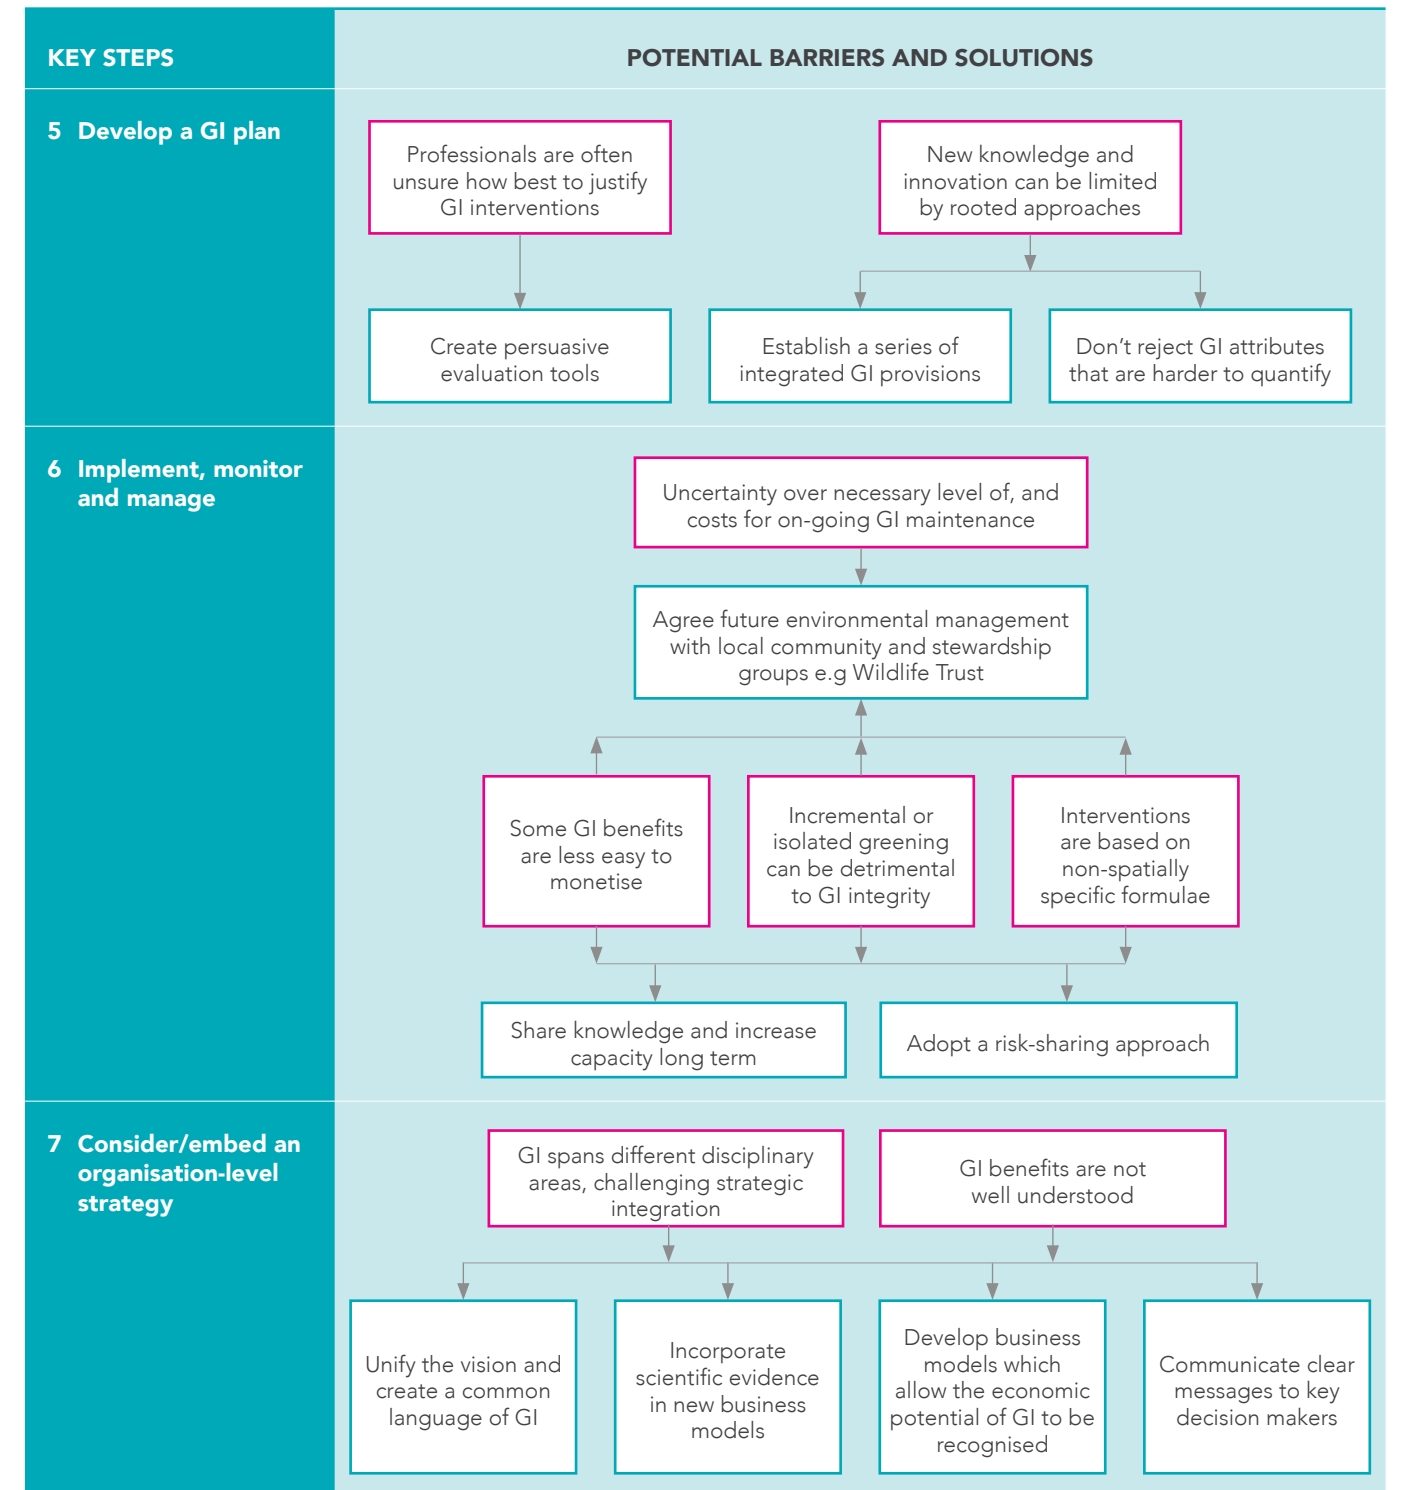 KEY STEPS
POTENTIAL BARRIERS AND SOLUTIONS
5 Develop a GI plan
Professionals are often
unsure how best to justify
GI interventions
New knowledge and
innovation can be limited
by rooted approaches
Create persuasive
evaluation tools
Establish a series of
integrated GI provisions
Don't reject GI attributes
that are harder to quantify
6 Implement, monitor
and manage
Uncertainty over necessary level of, and
costs for on-going GI maintenance
Agree future environmental management
with local community and stewardship
groups e.g Wildlife Trust
Some GI benefits
are less easy to
monetise
Incremental or
isolated greening
can be detrimental
to GI integrity
Interventions
are based on
non-spatially
specific formulae
Share knowledge and increase
capacity long term
Adopt a risk-sharing approach
7 Consider/embed an
organisation-level
strategy
GI spans different disciplinary
areas, challenging strategic
integration
GI benefits are not
well understood
Unify the vision and
create a common
language of GI
Incorporate
scientific evidence
in new business
models
Develop business
models which
allow the economic
potential of GI to be
recognised
Communicate clear
messages to key
decision makers